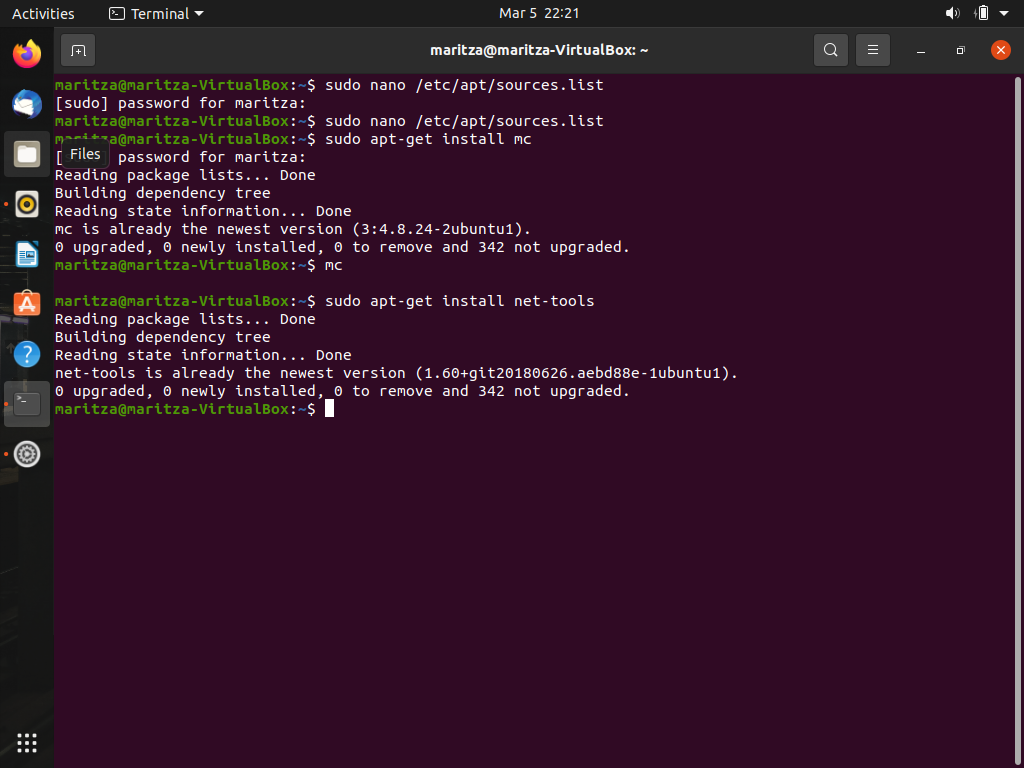 Activities
Terminal
Mar 5 22:21
maritza@maritza-VirtualBox: ~
maritza@maritza-VirtualBox:~$ sudo nano /etc/apt/sources.list
[sudo] password for maritza:
maritza@maritza-VirtualBox:~$ sudo nano /etc/apt/sources.list
maritza@maritza-VirtualBox:~$ sudo apt-get install mc
Files
[ password for maritza:
Reading package lists... Done
Building dependency tree
Reading state information... Done
mc is already the newest version (3:4.8.24-2ubuntu1).
0 upgraded, 0 newly installed, 0 to remove and 342 not upgraded.
maritza@maritza-VirtualBox:~$ mc
maritza@maritza-VirtualBox:~$ sudo apt-get install net-tools
Reading package lists... Done
Building dependency tree
Reading state information... Done
net-tools is already the newest version (1.60+git20180626.aebd88e-1ubuntu1).
0 upgraded, 0 newly installed, 0 to remove and 342 not upgraded.
maritza@maritza-VirtualBox:~$